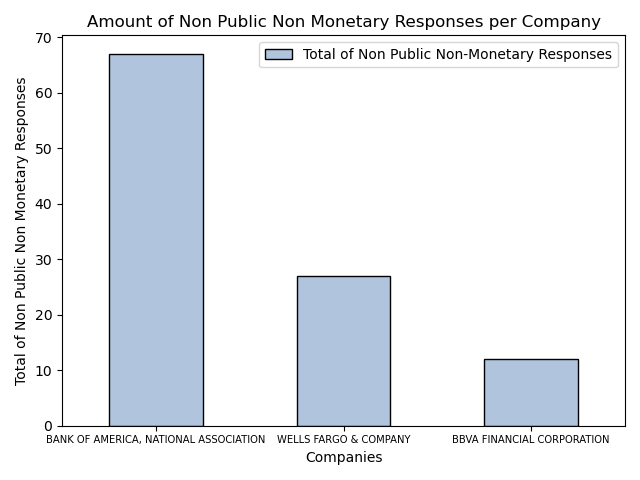 Amount of Non Public Non Monetary Responses per Company
Total of Non Public Non-Monetary Responses
Total of Non Public Non Monetary Responses
70
60
50
40
30
20
10
0
BANK OF AMERICA, NATIONAL ASSOCIATION
WELLS FARGO & COMPANY
BBVA FINANCIAL CORPORATION
Companies